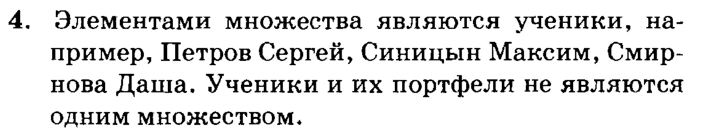 4. Элементами множества являются ученики, на-
пример, Петров Сергей, Синицын Максим, Смир-
нова Даша. Ученики и их портфели не являются
одним множеством.